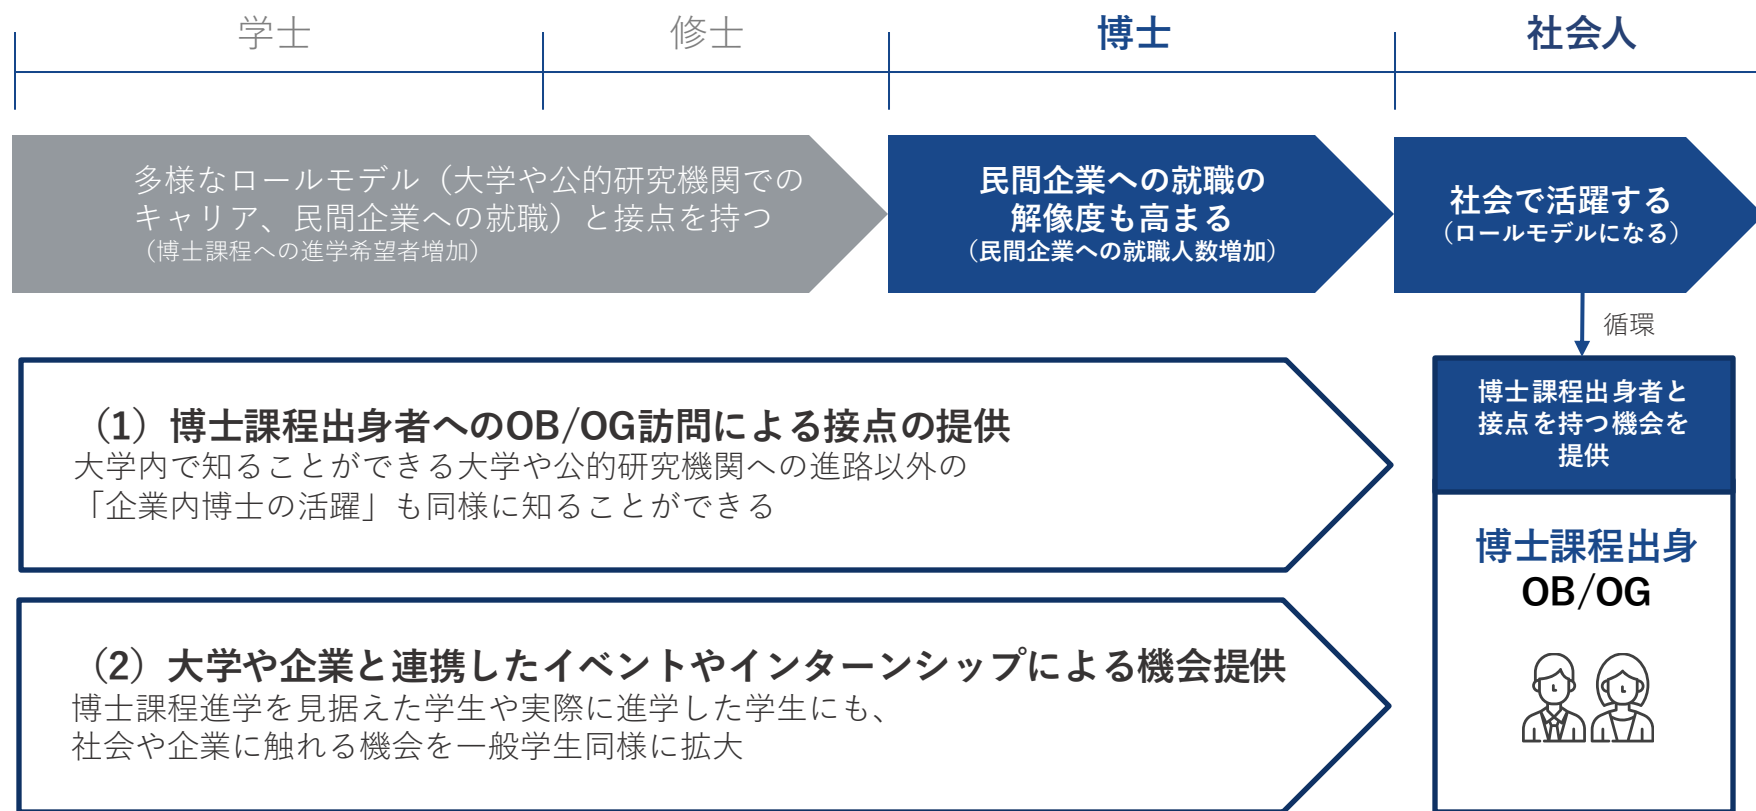 学士
修士
博士
社会人
多様なロールモデル（大学や公的研究機関での
キャリア、民間企業への就職）と接点を持つ
（博士課程への進学希望者増加）
民間企業への就職の
解像度も高まる
（民間企業への就職人数増加）
社会で活躍する
（ロールモデルになる）
循環
（1）博士課程出身者へのOB/OG訪問による接点の提供
大学内で知ることができる大学や公的研究機関への進路以外の
「企業内博士の活躍」も同様に知ることができる
（2）大学や企業と連携したイベントやインターンシップによる機会提供
博士課程進学を見据えた学生や実際に進学した学生にも、
社会や企業に触れる機会を一般学生同様に拡大
博士課程出身者と
接点を持つ機会を
提供
博士課程出身
OB/OG